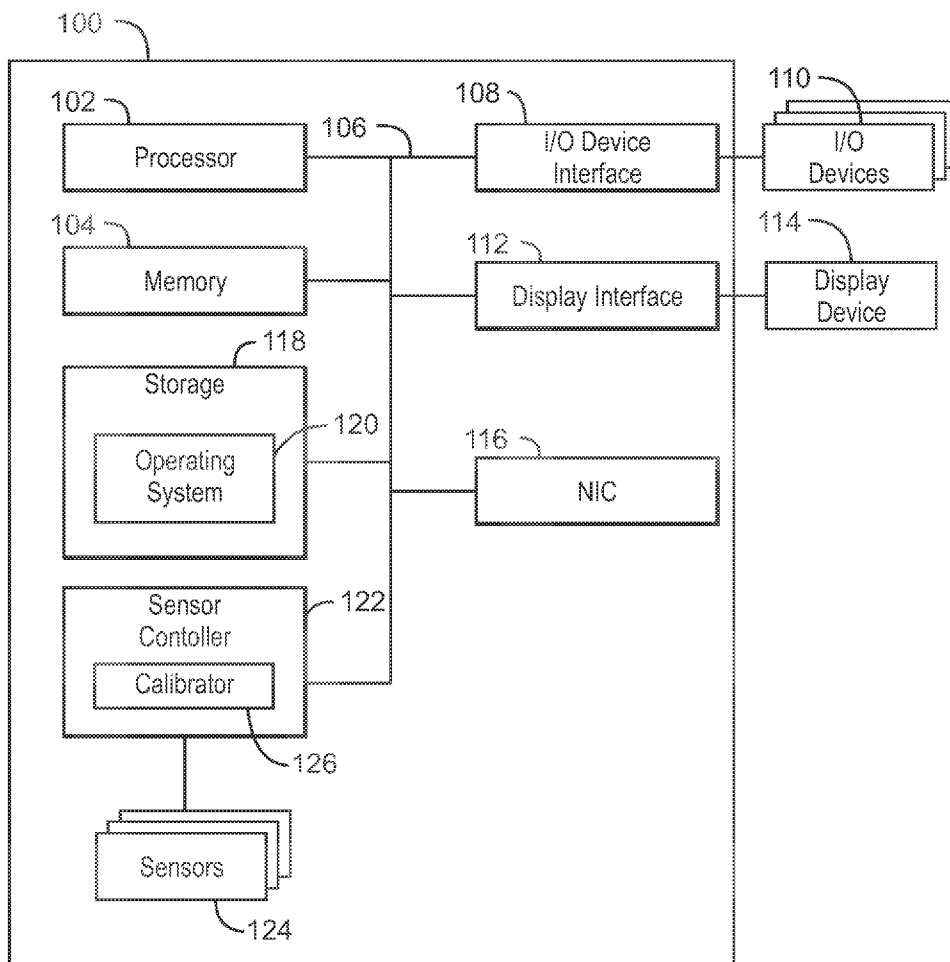 100
102
Processor
106
108
I/O Device
Interface
110
I/O
Devices
104
Memory
112
Display Interface
114
Display
Device
118
Storage
120
Operating
System
116
NIC
122
Sensor
Contoller
Calibrator
126
Sensors
124